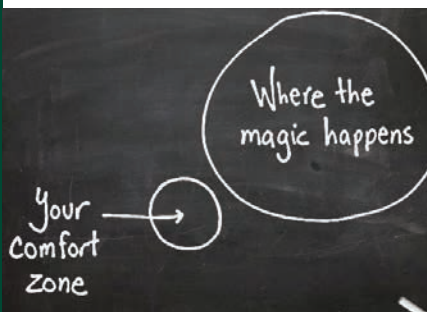 Where the
magic happens
Your
comfort
zone